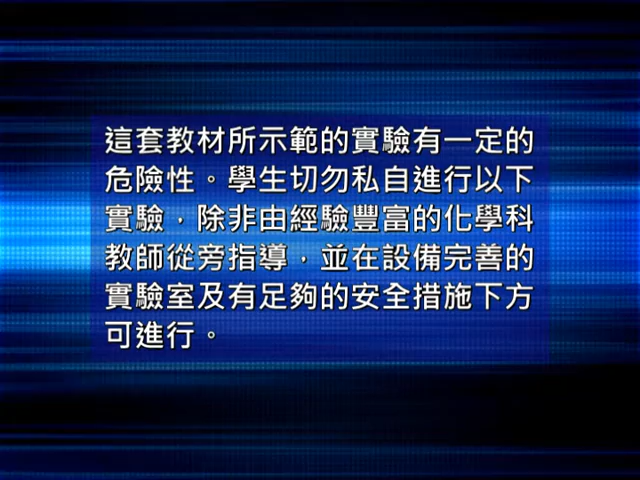 這套教材所示範的實驗有一定的
危險性。學生切勿私自進行以下
實驗，除非由經驗豐富的化學科
教師從旁指導，並在設備完善的
實驗室及有足夠的安全措施下方
可進行。